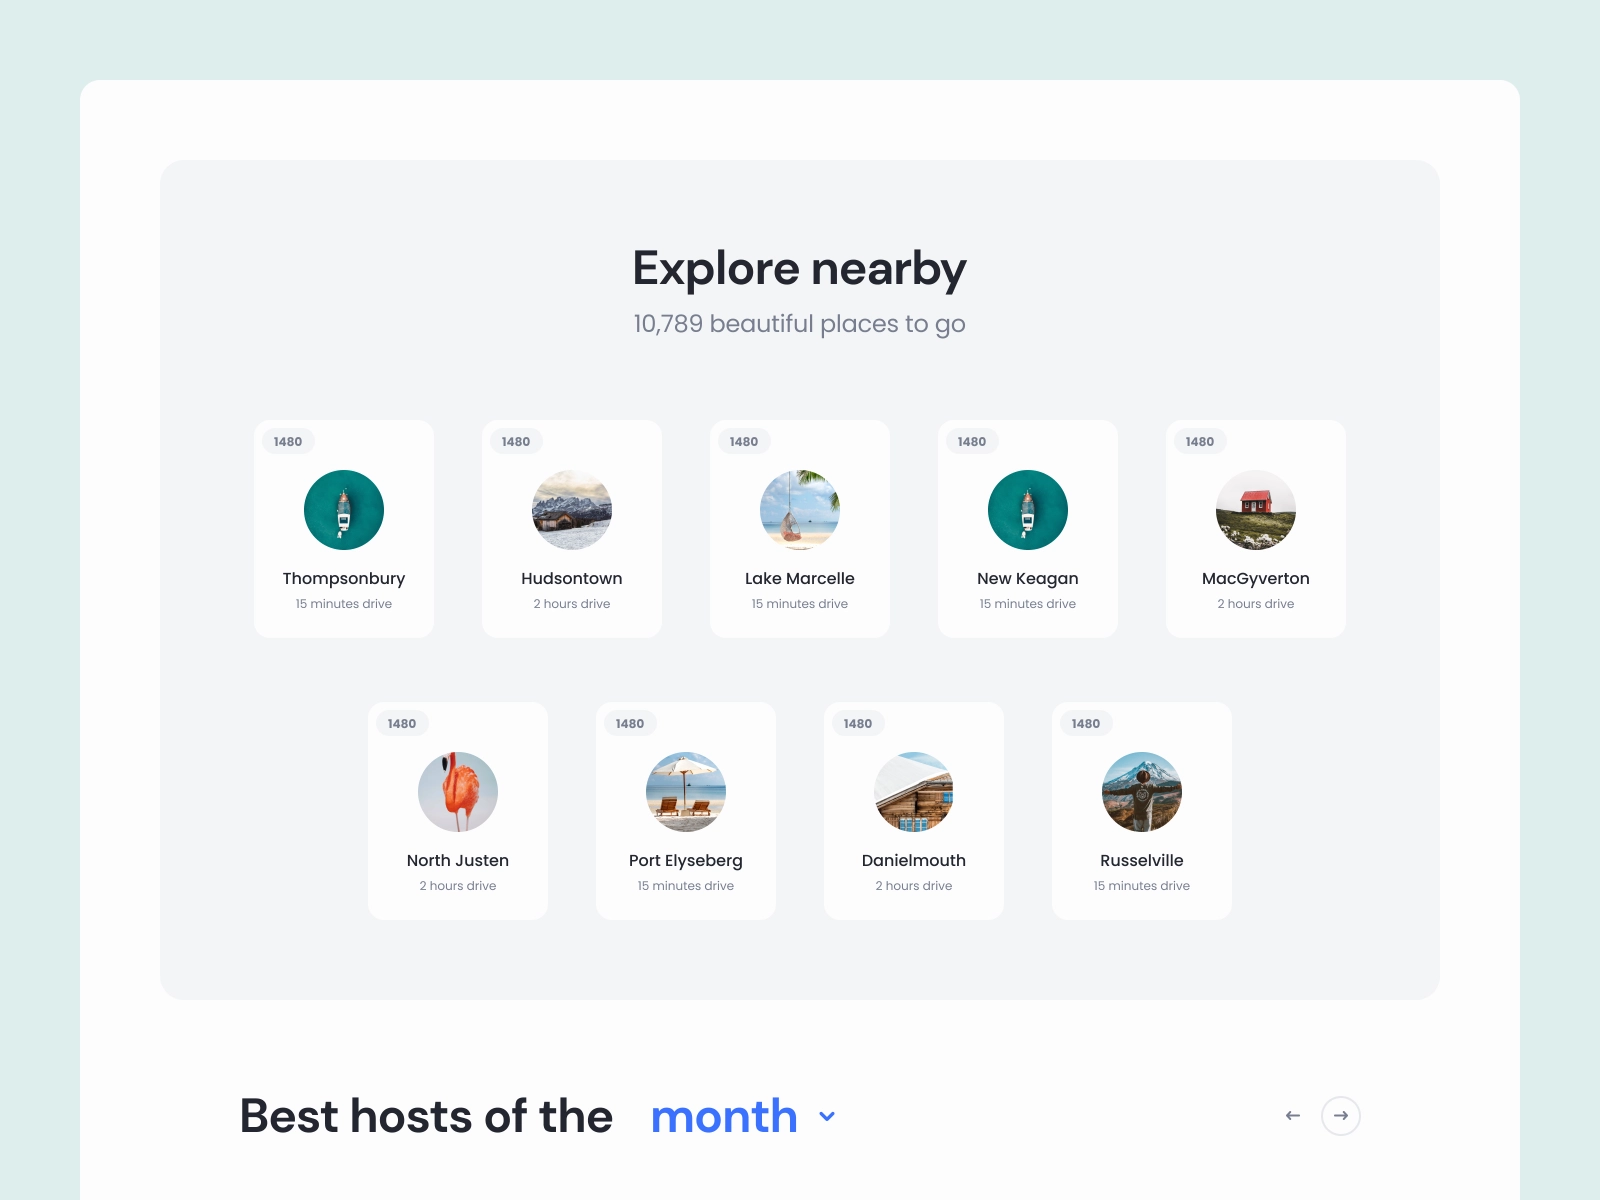 Explore nearby
10,789 beautiful places to go
1480
Thompsonbury
15 minutes drive
1480
Hudsontown
2 hours drive
1480
Lake Marcelle
15 minutes drive
1480
New Keagan
15 minutes drive
1480
MacGyverton
2 hours drive
1480
North Justen
2 hours drive
1480
Port Elyseberg
15 minutes drive
1480
Danielmouth
2 hours drive
1480
Russelville
15 minutes drive
Best hosts of the month